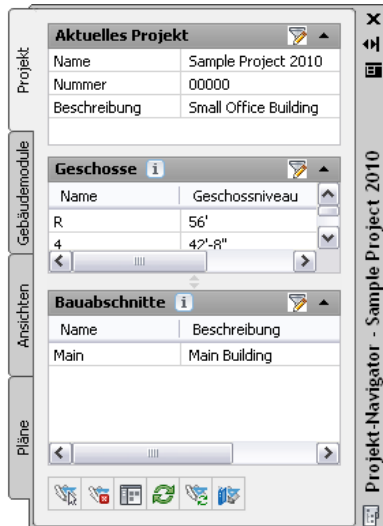 Projekt
Gebäudemodule
Ansichten
Pläne
Aktuelles Projekt
Name Sample Project 2010
Nummer 00000
Beschreibung Small Office Building
Geschosse
Name Geschossniveau
R 56'
4 42'-8"
Bauabschnitte
Name Beschreibung
Main Main Building
Projekt-Navigator - Sample Project 2010